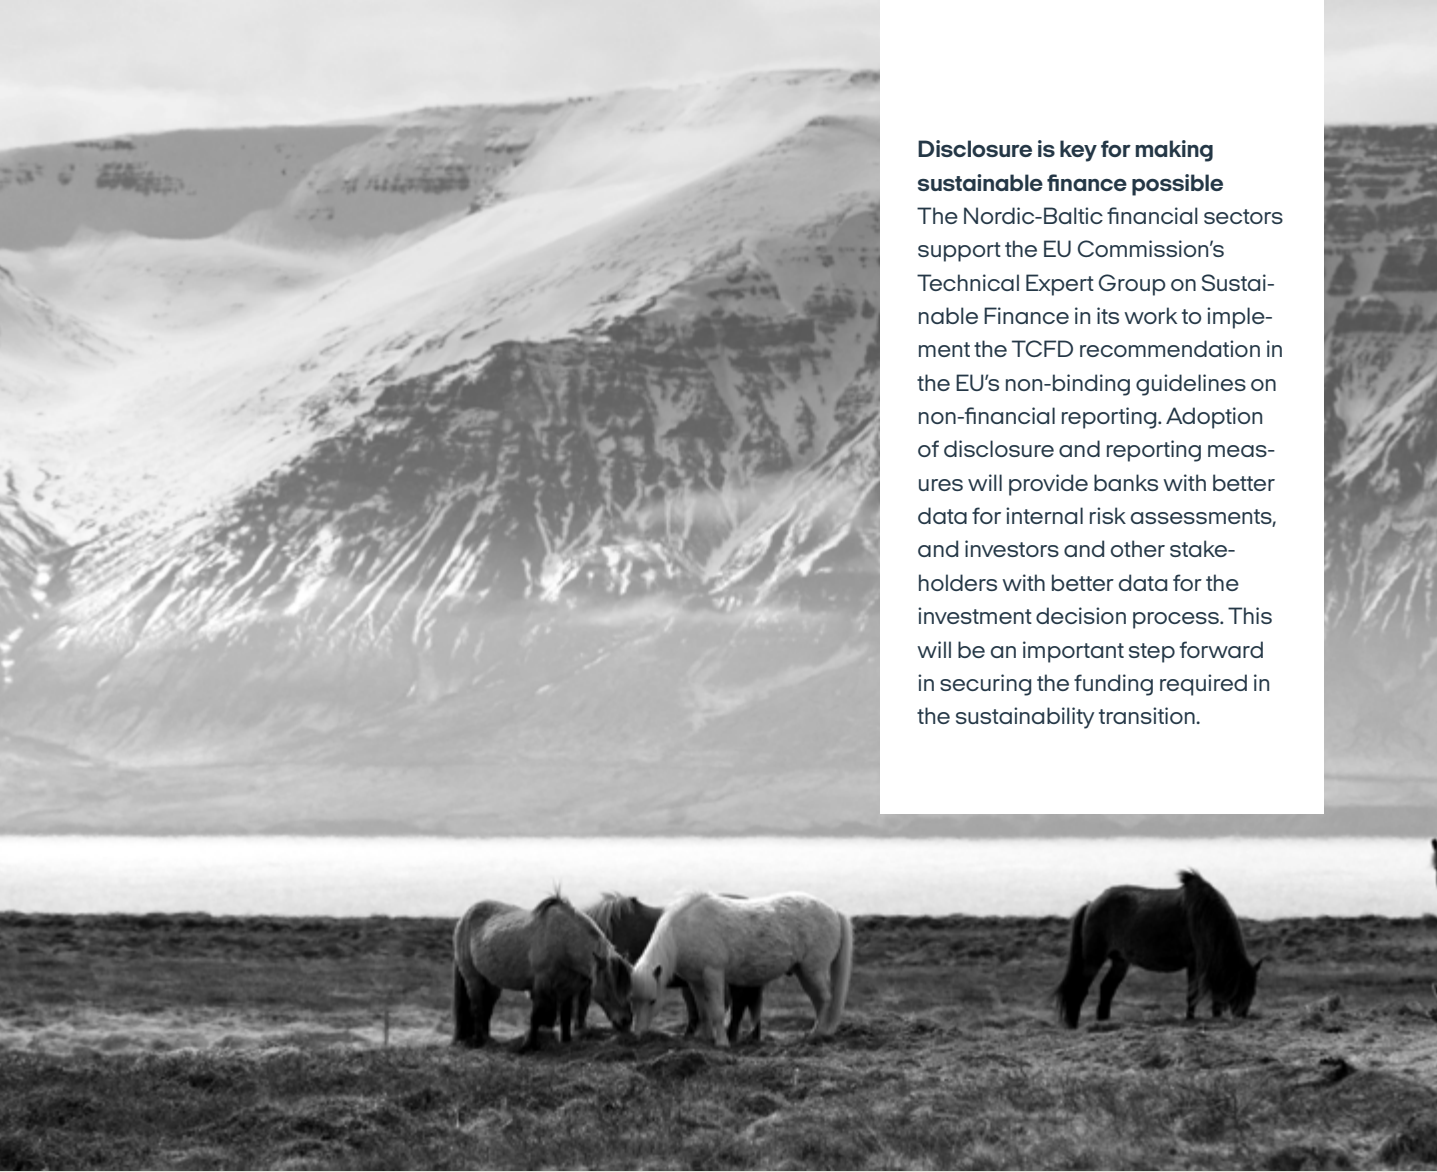 Disclosure is key for making
sustainable finance possible
The Nordic-Baltic financial sectors
support the EU Commission's
Technical Expert Group on Sustai-
nable Finance in its work to imple-
ment the TCFD recommendation in
the EU's non-binding guidelines on
non-financial reporting. Adoption
of disclosure and reporting meas-
ures will provide banks with better
data for internal risk assessments,
and investors and other stake-
holders with better data for the
investment decision process. This
will be an important step forward
in securing the funding required in
the sustainability transition.